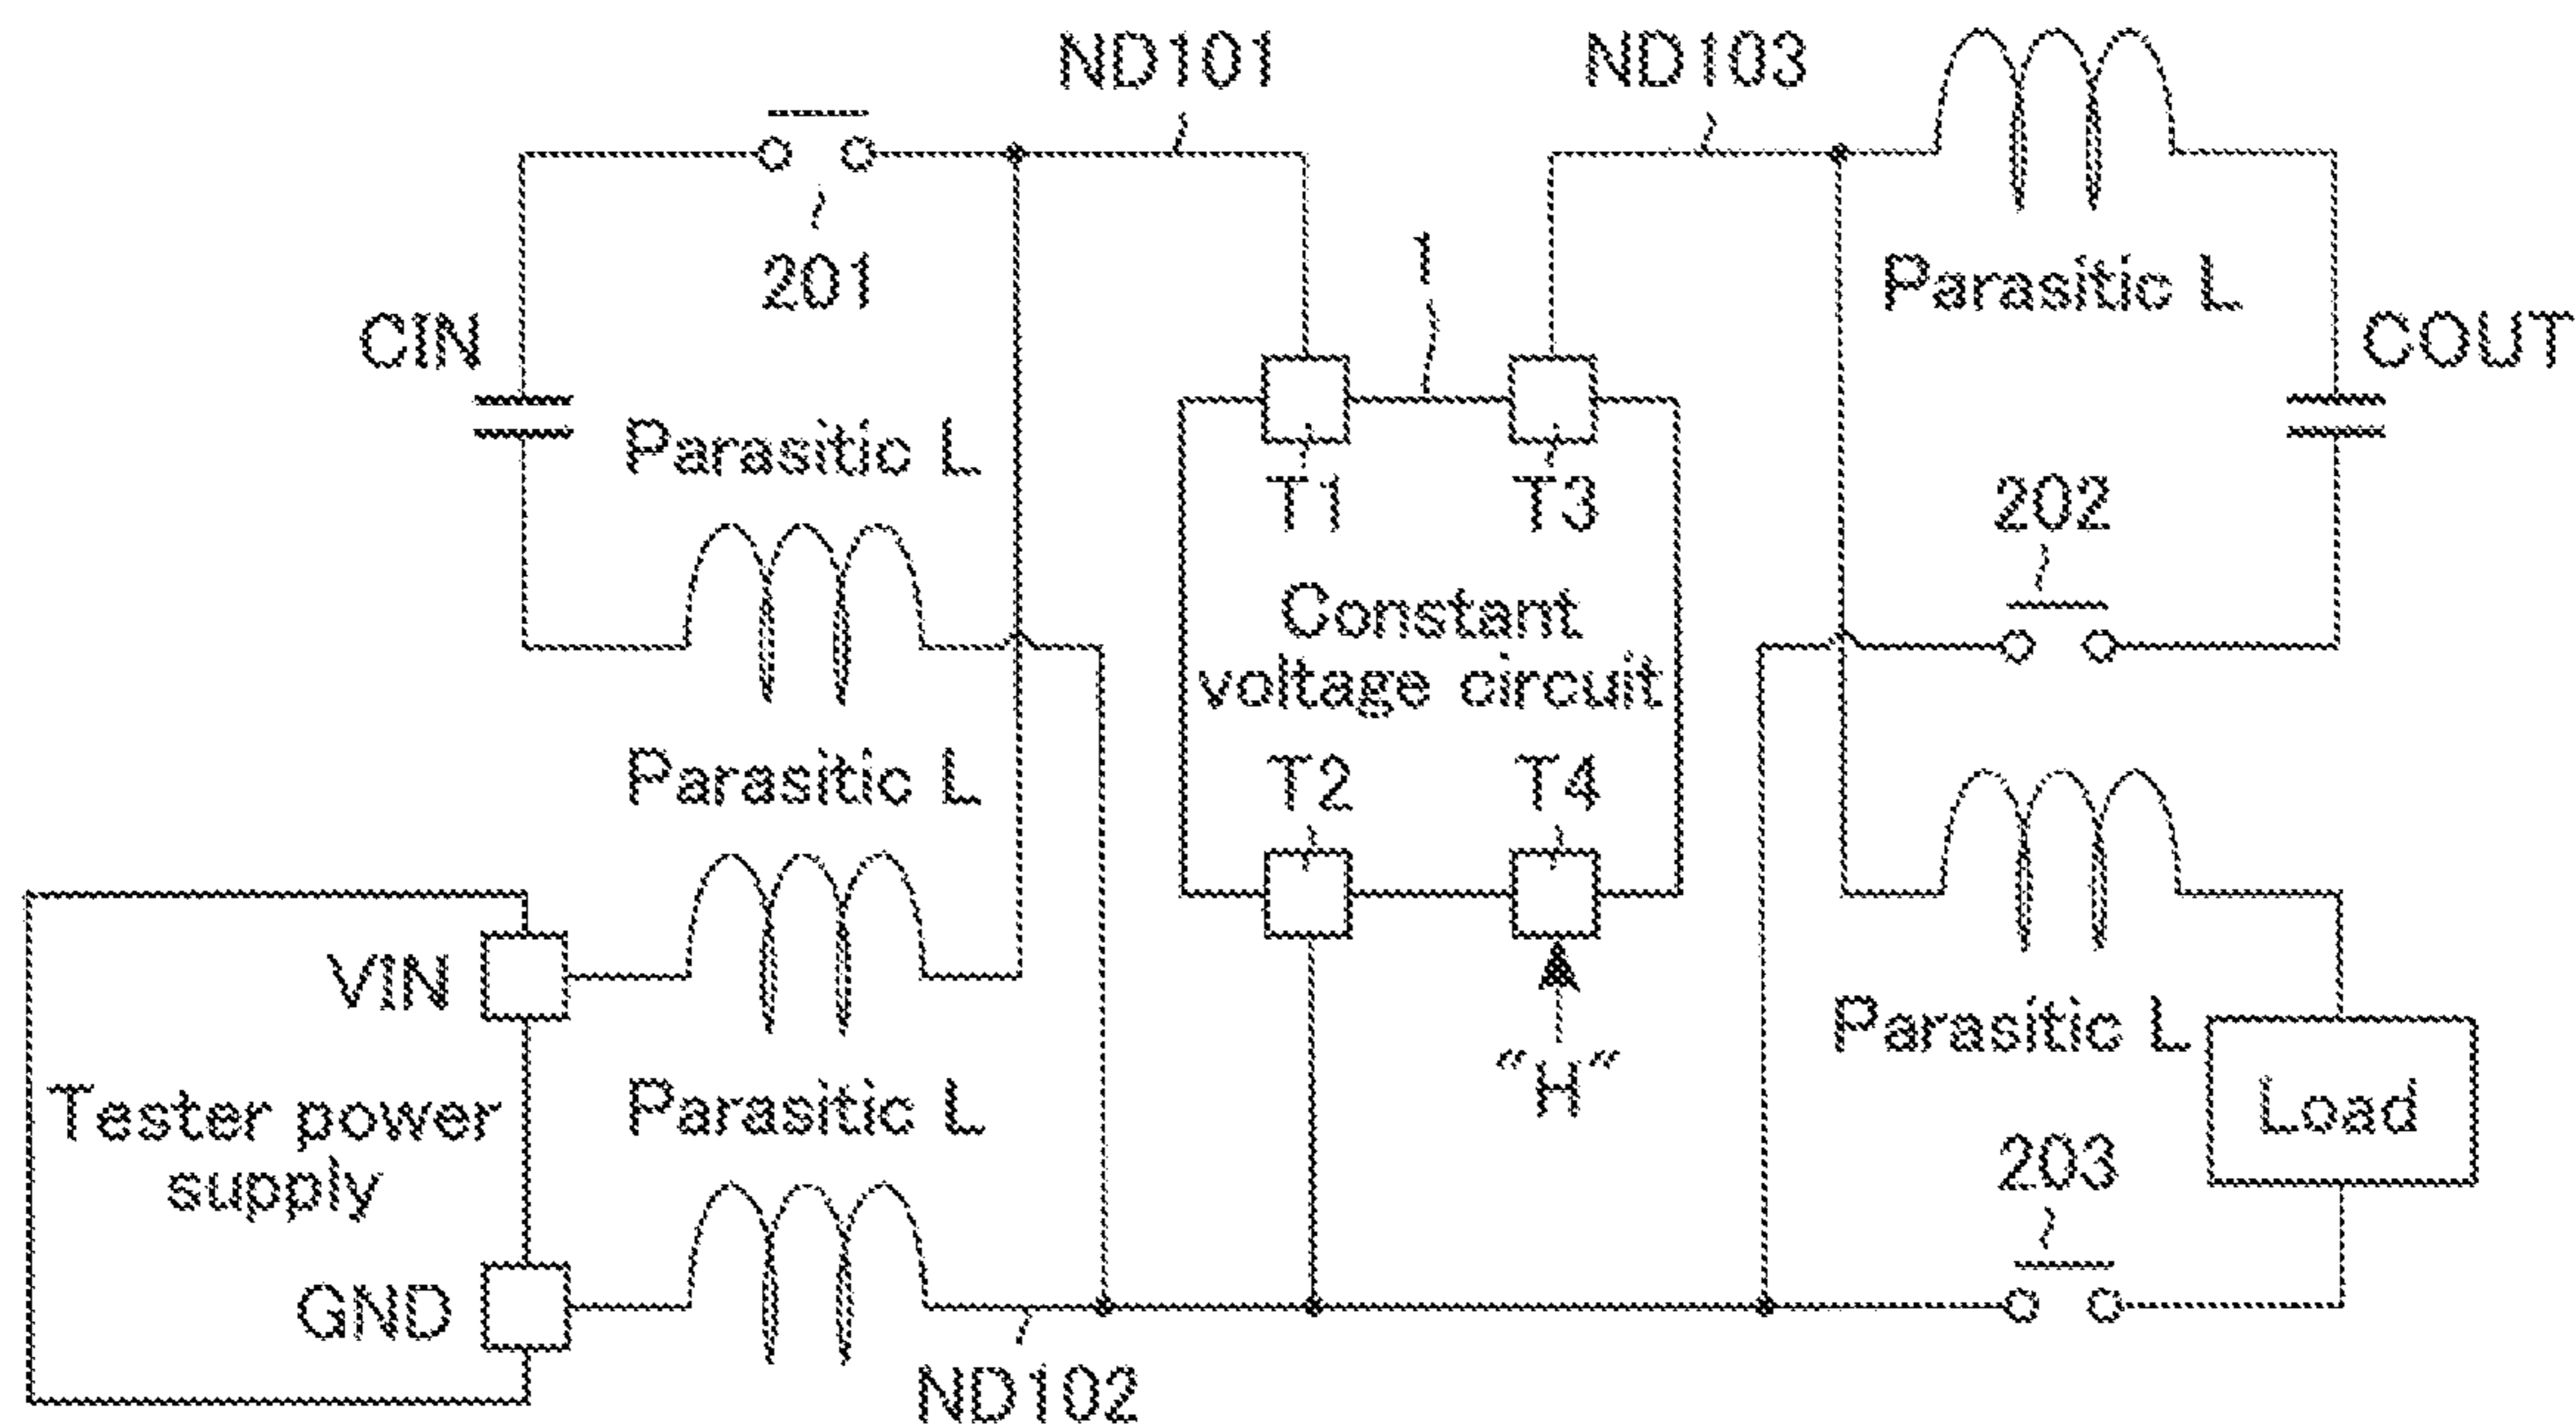 ND101
ND103
201
1
Parasitic L
CIN
COUT
Parasitic L
T1
T3
202
Constant
voltage circuit
Parasitic L
T2
T4
VIN
Parasitic L
"H"
Tester power
supply
Parasitic L
Load
203
GND
ND102